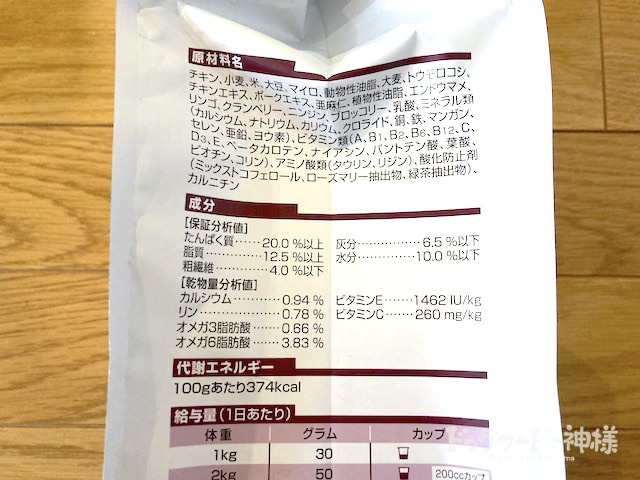 原材料名
チキン、小麦、米、大豆、マイロ、動物性油脂、大麦、トウモロコシ、
チキンエキス、ポークエキス、亜麻仁、植物性油脂、エンドウマメ、
リンゴ、クランベリー、ニンジン、ブロッコリー、乳酸、ミネラル類
(カルシウム、ナトリウム、カリウム、クロライド、銅、鉄、マンガン、
セレン、亜鉛、ヨウ素)、ビタミン類(A、B1、B2、B6、B12、C、
D3、E、ベータカロテン、ナイアシン、パントテン酸、葉酸、
ビオチン、コリン)、アミノ酸類(タウリン、リジン)、酸化防止剤
(ミックストコフェロール、ローズマリー抽出物、緑茶抽出物)、
カルニチン
成分
[保証分析値]
たんぱく質………20.0 %以上 灰分………6.5 %以下
脂質………12.5 %以上 水分………10.0 %以下
粗繊維………4.0 %以下
[乾物量分析値]
カルシウム………0.94 % ビタミンE………1462 IU/kg
リン………0.78 % ビタミンC………260 mg/kg
オメガ3脂肪酸……0.66 %
オメガ6脂肪酸……3.83 %
代謝エネルギー
100gあたり374kcal
給与量(1日あたり)
体重 グラム カップ
1kg 30
2kg 50 200ccカップ
の神様